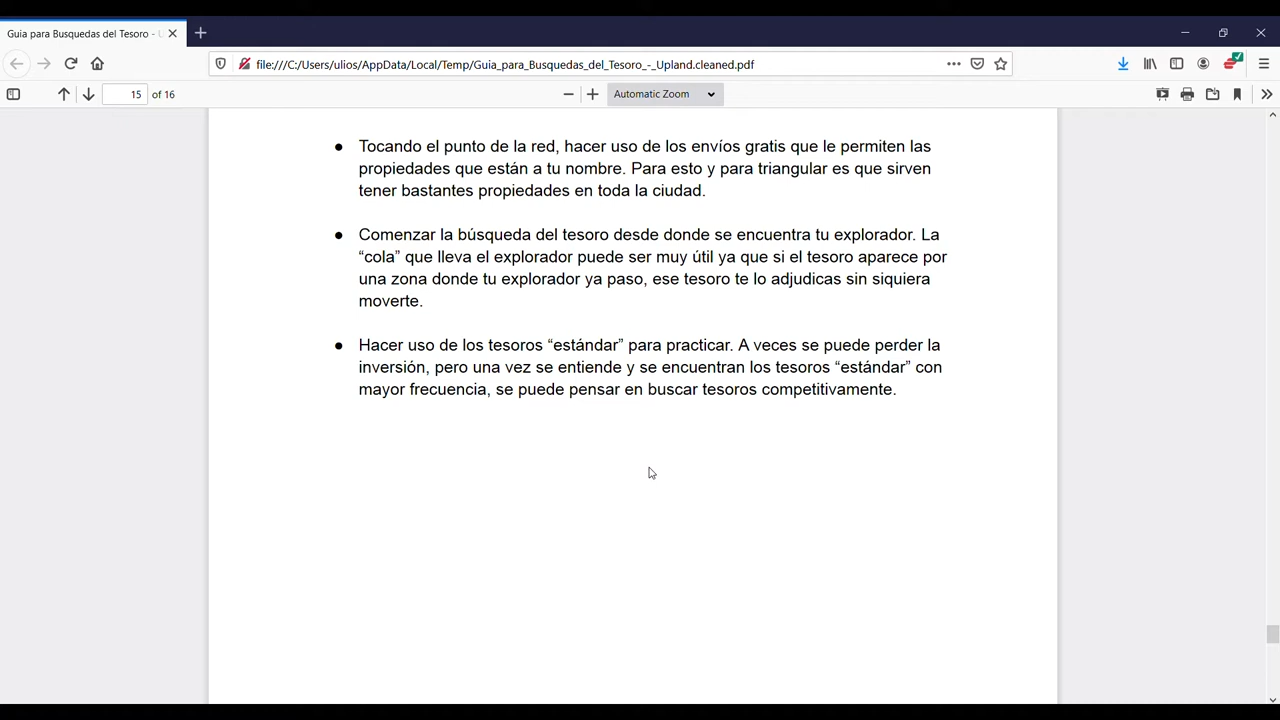 Guia para Busquedas del Tesoro - U
file:///C:/Users/ulios/AppData/Local/Temp/Guia_para_Busquedas_del_Tesoro_-_Upland.cleaned.pdf
15 of 16
Automatic Zoom
● Tocando el punto de la red, hacer uso de los envíos gratis que le permiten las
propiedades que están a tu nombre. Para esto y para triangular es que sirven
tener bastantes propiedades en toda la ciudad.
● Comenzar la búsqueda del tesoro desde donde se encuentra tu explorador. La
“cola” que lleva el explorador puede ser muy útil ya que si el tesoro aparece por
una zona donde tu explorador ya paso, ese tesoro te lo adjudicas sin siquiera
moverte.
● Hacer uso de los tesoros “estándar” para practicar. A veces se puede perder la
inversión, pero una vez se entiende y se encuentran los tesoros “estándar” con
mayor frecuencia, se puede pensar en buscar tesoros competitivamente.